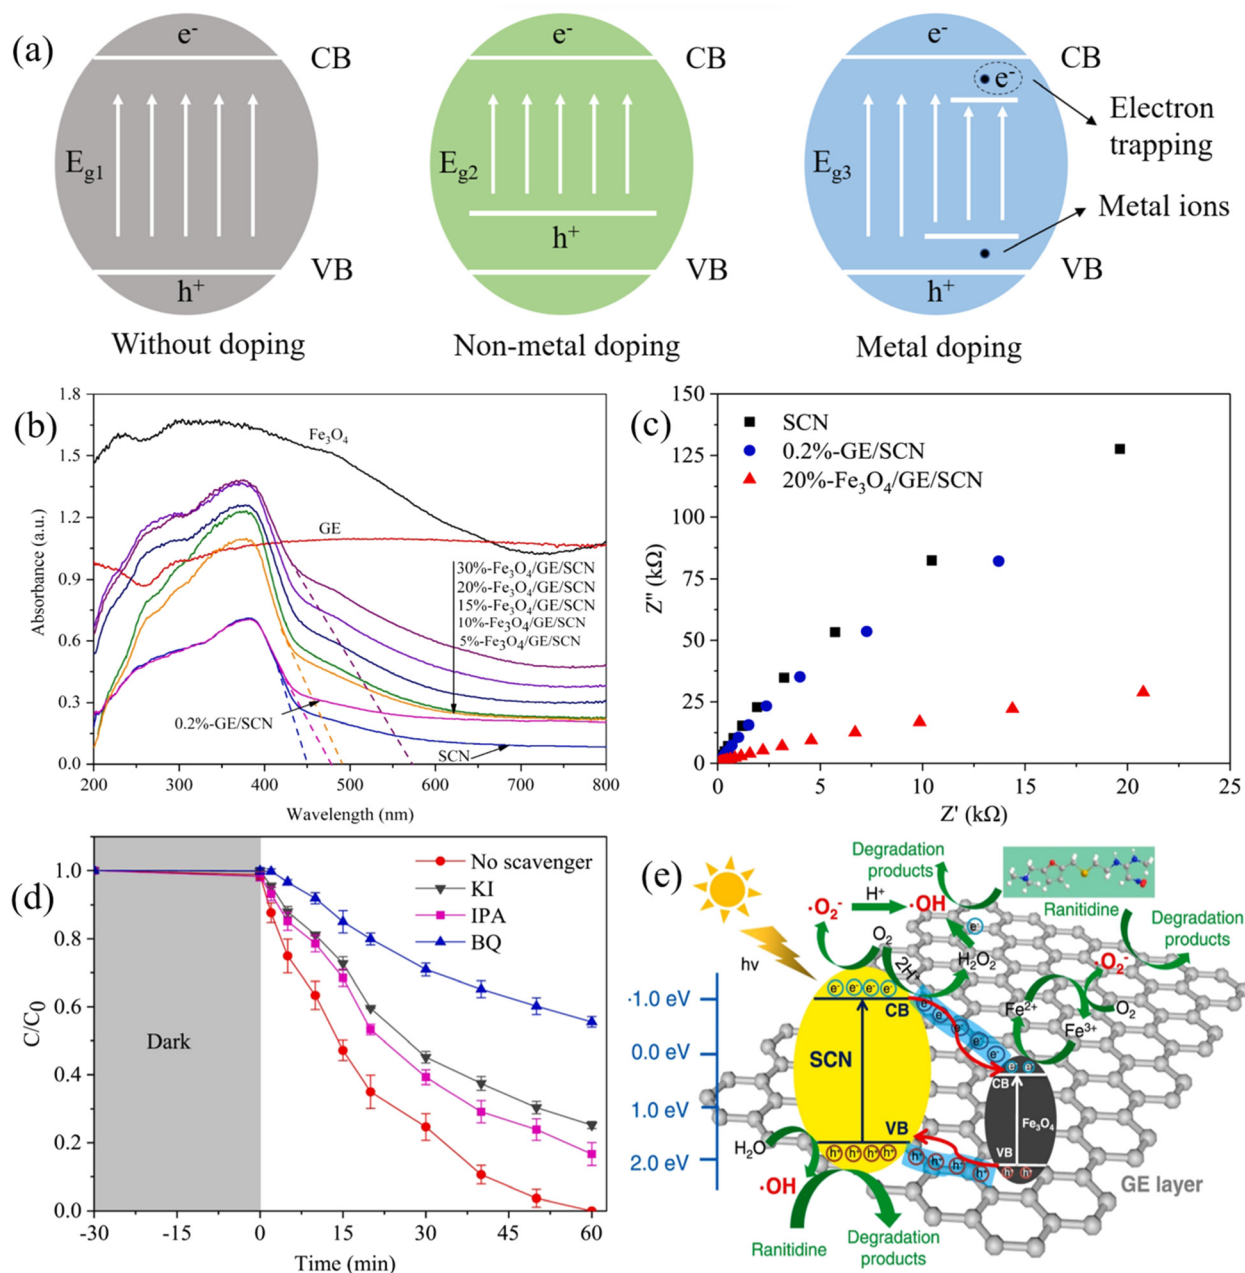 (a)
e-
CB
Eg1
h+
VB
Without doping
e-
CB
Eg2
h+
VB
Non-metal doping
e-
CB
e-
Electron
trapping
Eg3
Metal ions
h+
VB
Metal doping
(b)
1.8
1.5
1.2
0.9
0.6
0.3
0.0
Absorbance (a.u.)
Fe3O4
GE
30%-Fe3O4/GE/SCN
20%-Fe3O4/GE/SCN
15%-Fe3O4/GE/SCN
10%-Fe3O4/GE/SCN
5%-Fe3O4/GE/SCN
0.2%-GE/SCN
SCN
200 300 400 500 600 700 800
Wavelength (nm)
(c)
150
125
100
75
50
25
0
Z" (kΩ)
SCN
0.2%-GE/SCN
20%-Fe3O4/GE/SCN
0 5 10 15 20 25
Z' (kΩ)
(d)
1.0
0.8
0.6
0.4
0.2
0.0
C/C0
Dark
No scavenger
KI
IPA
BQ
-30 -15 0 15 30 45 60
Time (min)
(e)
Degradation
products
·O2-
H+
·OH
Ranitidine
Degradation
products
hv
O2
2H+
H2O2
e-
·O2-
O2
Fe2+
Fe3+
-1.0 eV
0.0 eV
1.0 eV
2.0 eV
e- e- e- e-
CB
SCN
VB
h+ h+ h+ h+
e- e- e- e- e- e-
e- e-
CB
Fe3O4
VB
h+ h+
h+ h+ h+ h+
H2O
·OH
Ranitidine
Degradation
products
GE layer